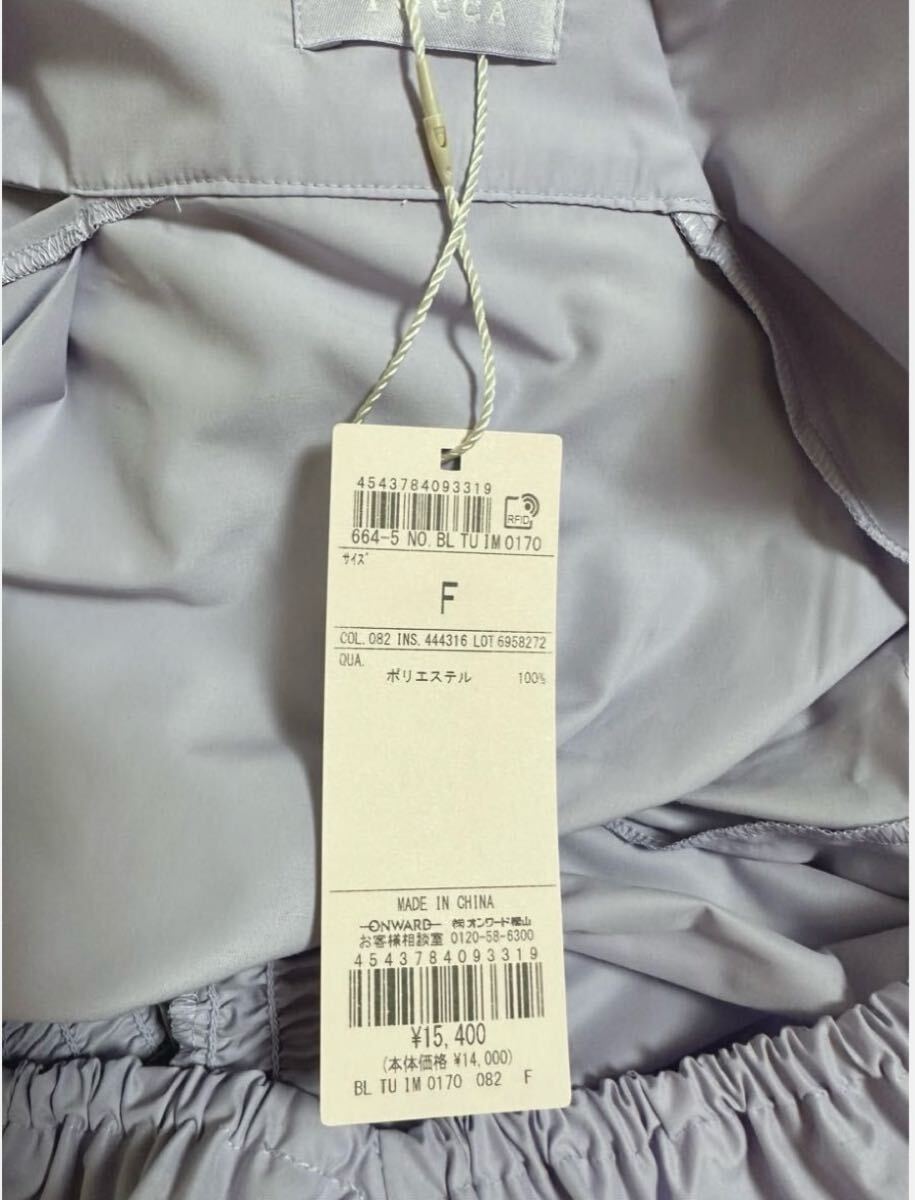 4543784093319
RFID
664-5 NO. BL TU IM 0170
サイズ
F
COL. 082 INS. 444316 LOT 6958272
QUA.
ポリエステル 100%
MADE IN CHINA
ONWARD ㈱オンワード樫山
お客様相談室 0120-58-6300
4543784093319
¥15,400
(本体価格 ¥14,000)
BL TU IM 0170 082 F